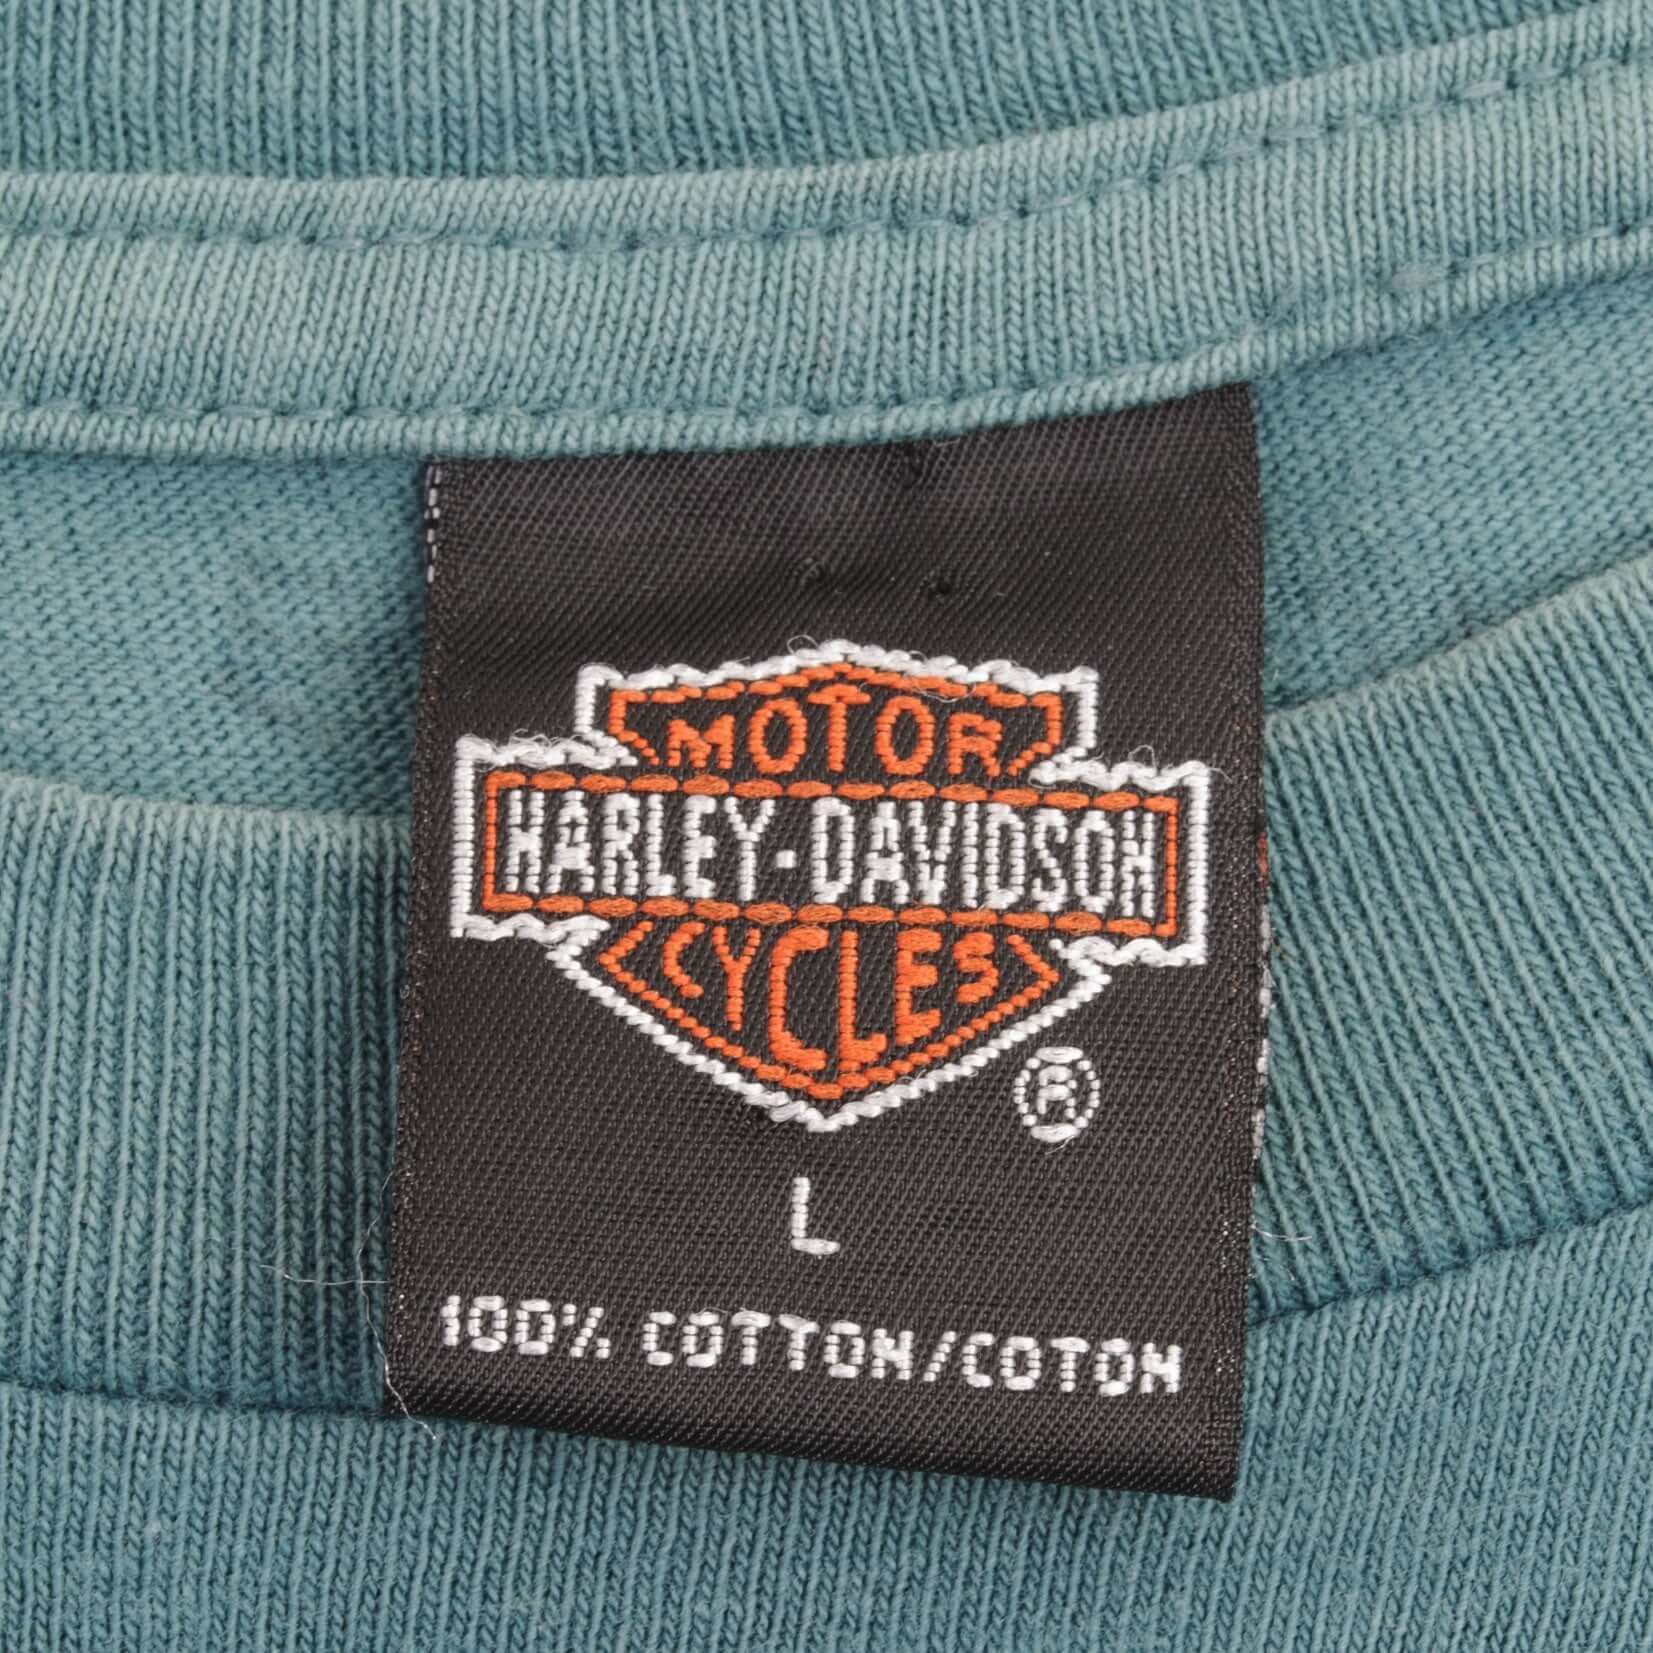 MOTOR
HARLEY-DAVIDSON
CYCLES
®
L
100% COTTON/COTON